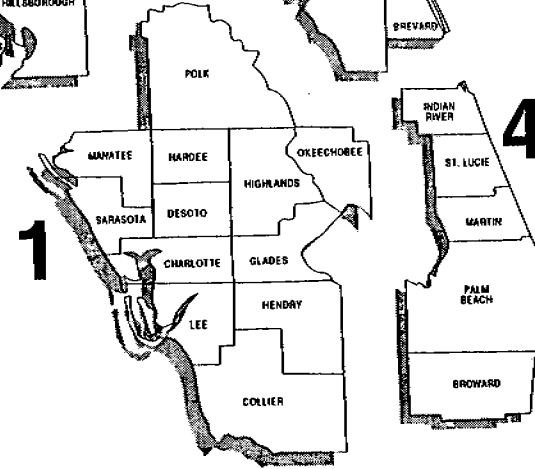 HILLSBOROUGH
BREVARD
POLK
INDIAN
RIVER
4
MANATEE
HARDEE
OKEECHOBEE
ST. LUCIE
HIGHLANDS
SARASOTA
DESOTO
MARTIN
1
CHARLOTTE
GLADES
PALM
BEACH
HENDRY
LEE
BROWARD
COLLIER